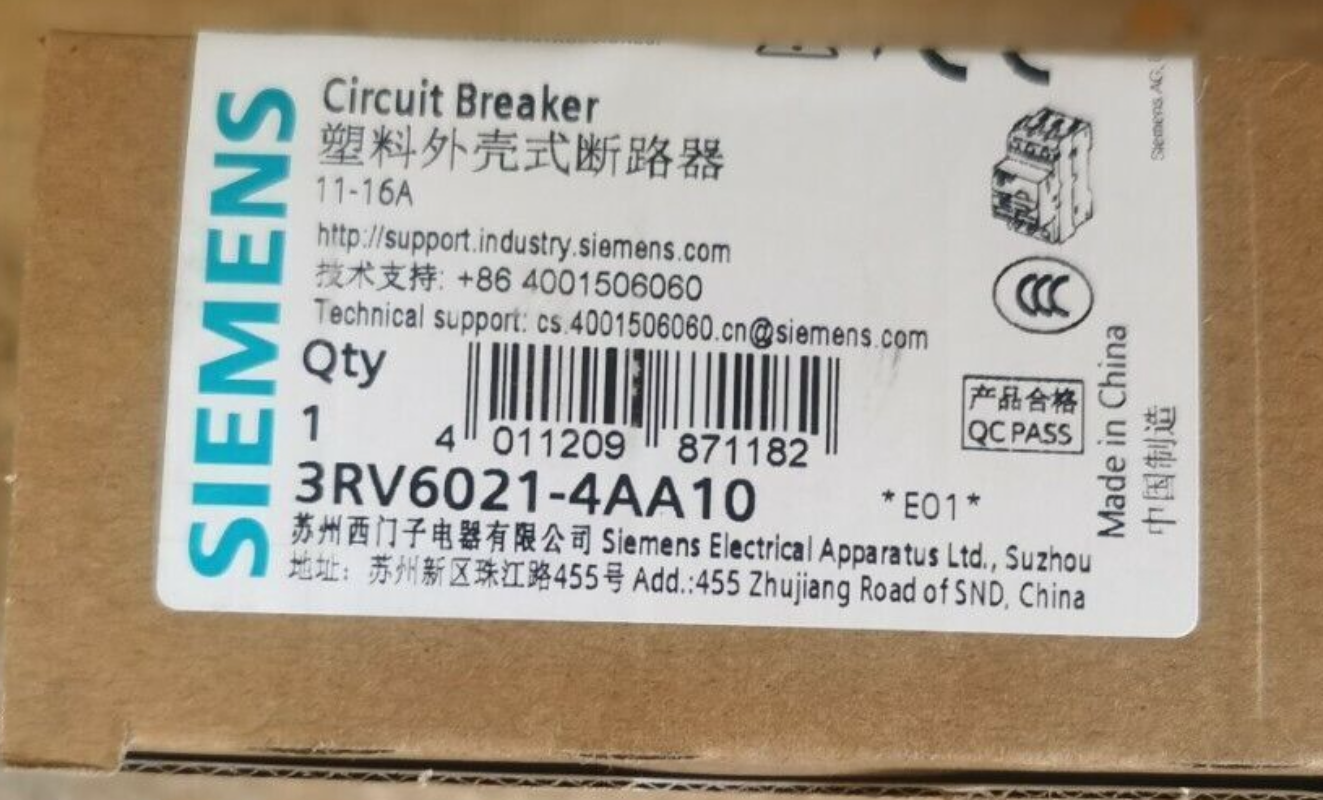 SIEMENS
Circuit Breaker
塑料外壳式断路器
11-16A
http://support.industry.siemens.com
技术支持: +86 4001506060
Technical support: cs.4001506060.cn@siemens.com
Qty
1
4 011209 871182
3RV6021-4AA10
*E01*
苏州西门子电器有限公司 Siemens Electrical Apparatus Ltd., Suzhou
地址：苏州新区珠江路455号 Add.:455 Zhujiang Road of SND, China
Siemens AG,
CCC
产品合格
QC PASS
Made in China
中国制造